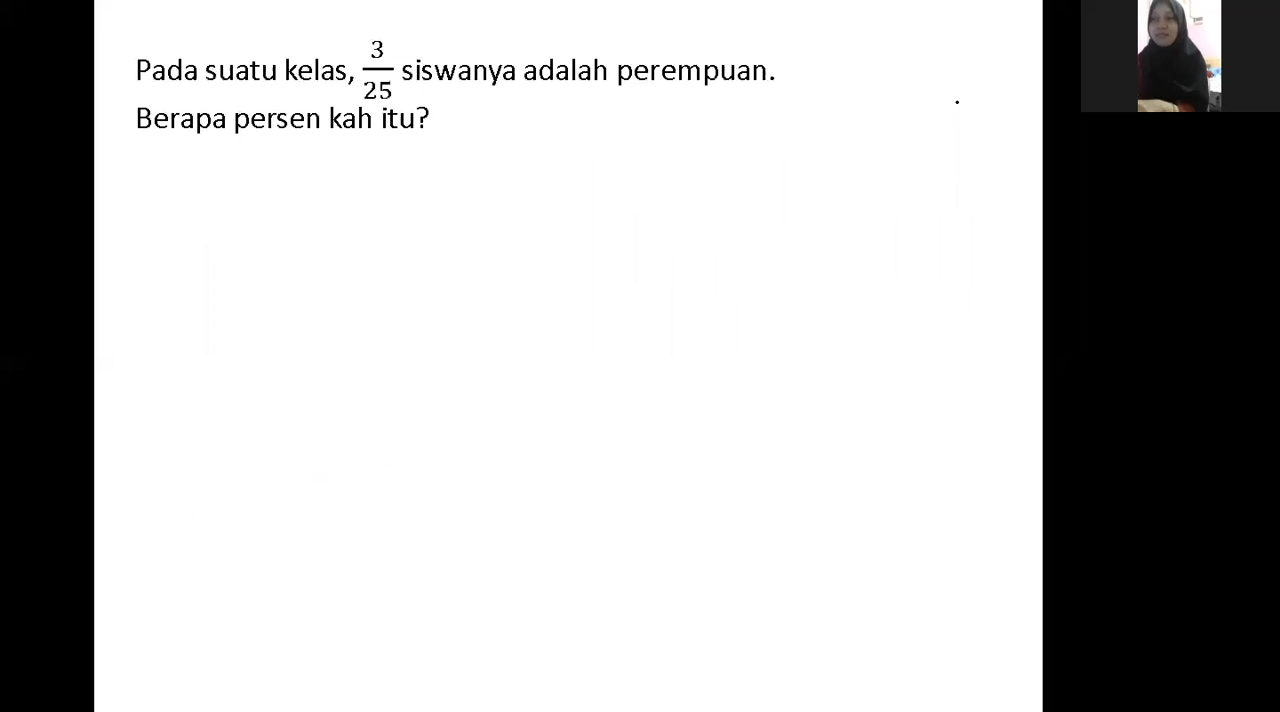 Pada suatu kelas, 3/25 siswanya adalah perempuan.
Berapa persen kah itu?